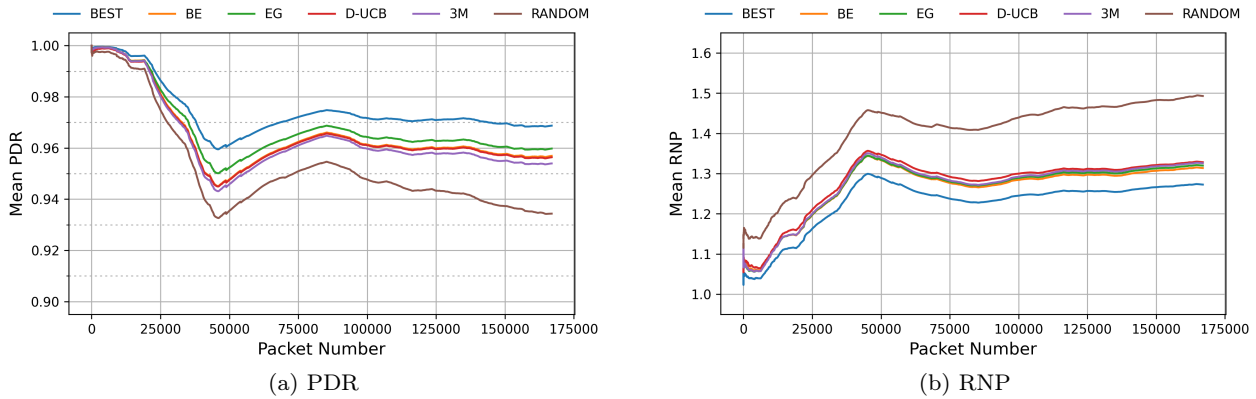 BEST BE EG D-UCB 3M RANDOM
1.00
0.98
0.96
0.94
0.92
0.90
Mean PDR
0 25000 50000 75000 100000 125000 150000 175000
Packet Number
(a) PDR
BEST BE EG D-UCB 3M RANDOM
1.6
1.5
1.4
1.3
1.2
1.1
1.0
Mean RNP
0 25000 50000 75000 100000 125000 150000 175000
Packet Number
(b) RNP